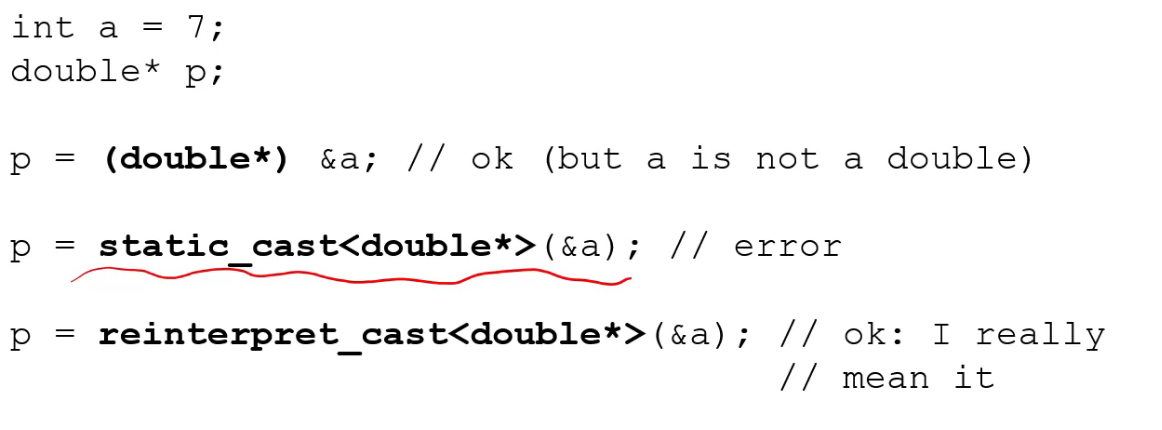 int a = 7;
double* p;
p = (double*) &a; // ok (but a is not a double)
p = static_cast<double*>(&a); // error
p = reinterpret_cast<double*>(&a); // ok: I really
// mean it